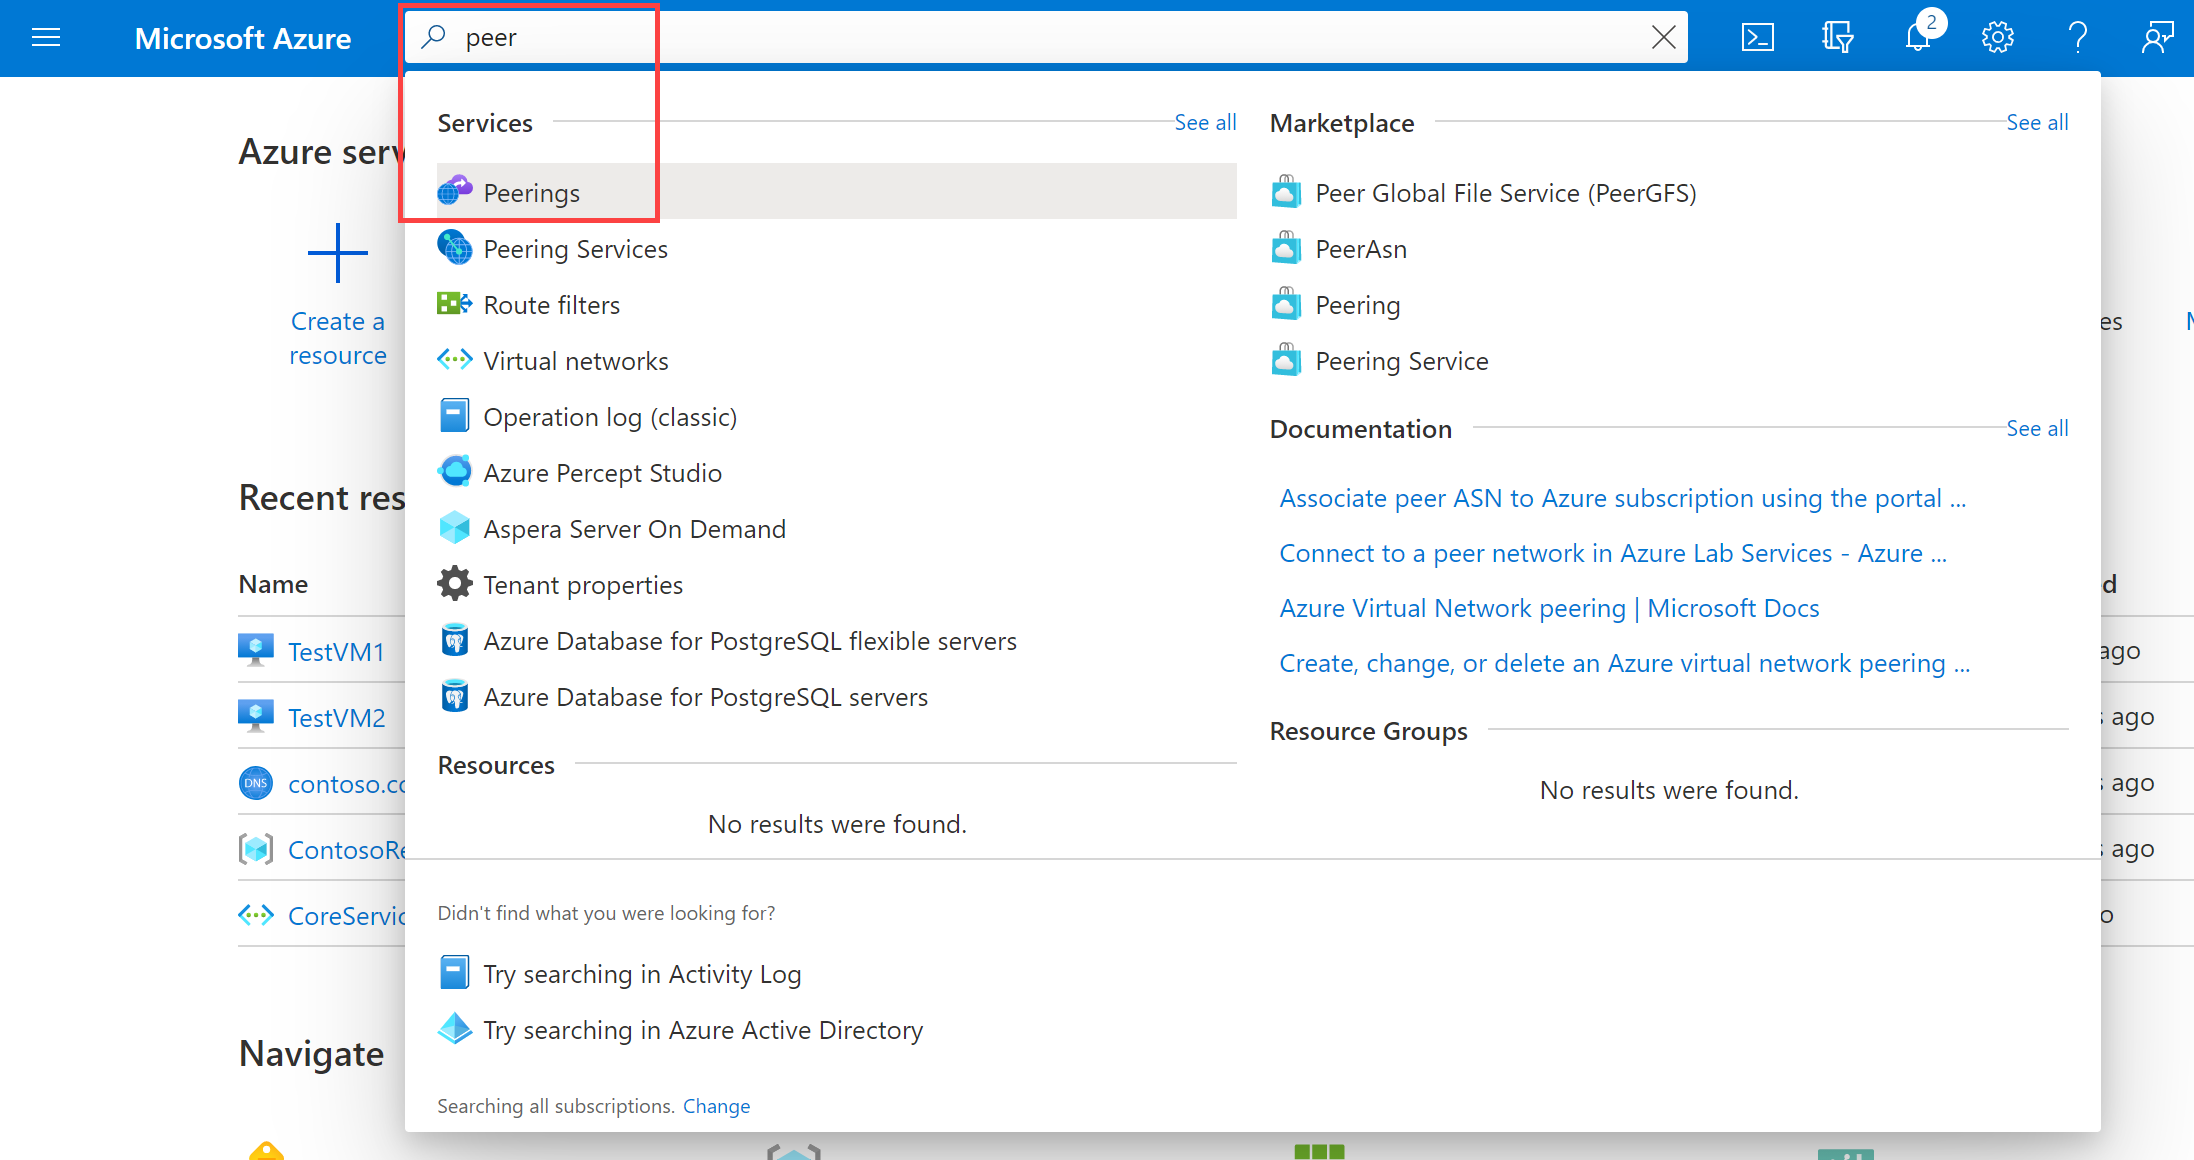 Microsoft Azure
peer
2
Azure serv
Create a
resource
Recent res
Name
TestVM1
TestVM2
DNS
contoso.co
ContosoRe
CoreServic
Navigate
Services
See all
Peerings
Peering Services
Route filters
Virtual networks
Operation log (classic)
Azure Percept Studio
Aspera Server On Demand
Tenant properties
Azure Database for PostgreSQL flexible servers
Azure Database for PostgreSQL servers
Resources
No results were found.
Marketplace
See all
Peer Global File Service (PeerGFS)
PeerAsn
Peering
Peering Service
Documentation
See all
Associate peer ASN to Azure subscription using the portal ...
Connect to a peer network in Azure Lab Services - Azure ...
Azure Virtual Network peering | Microsoft Docs
Create, change, or delete an Azure virtual network peering ...
Resource Groups
No results were found.
Didn't find what you were looking for?
Try searching in Activity Log
Try searching in Azure Active Directory
Searching all subscriptions. Change
es
d
ago
s ago
s ago
s ago
o